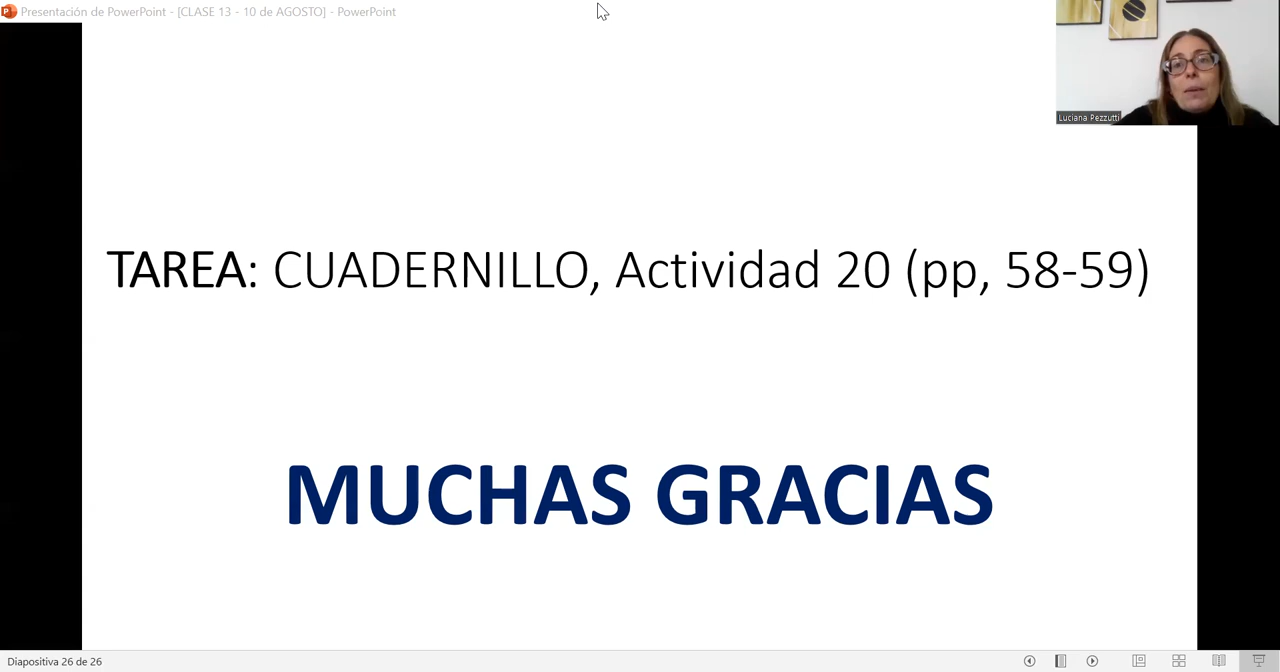 Presentación de PowerPoint - [CLASE 13 - 10 de AGOSTO] - PowerPoint
Luciana Pezzutti
TAREA: CUADERNILLO, Actividad 20 (pp, 58-59)
MUCHAS GRACIAS
Diapositiva 26 de 26